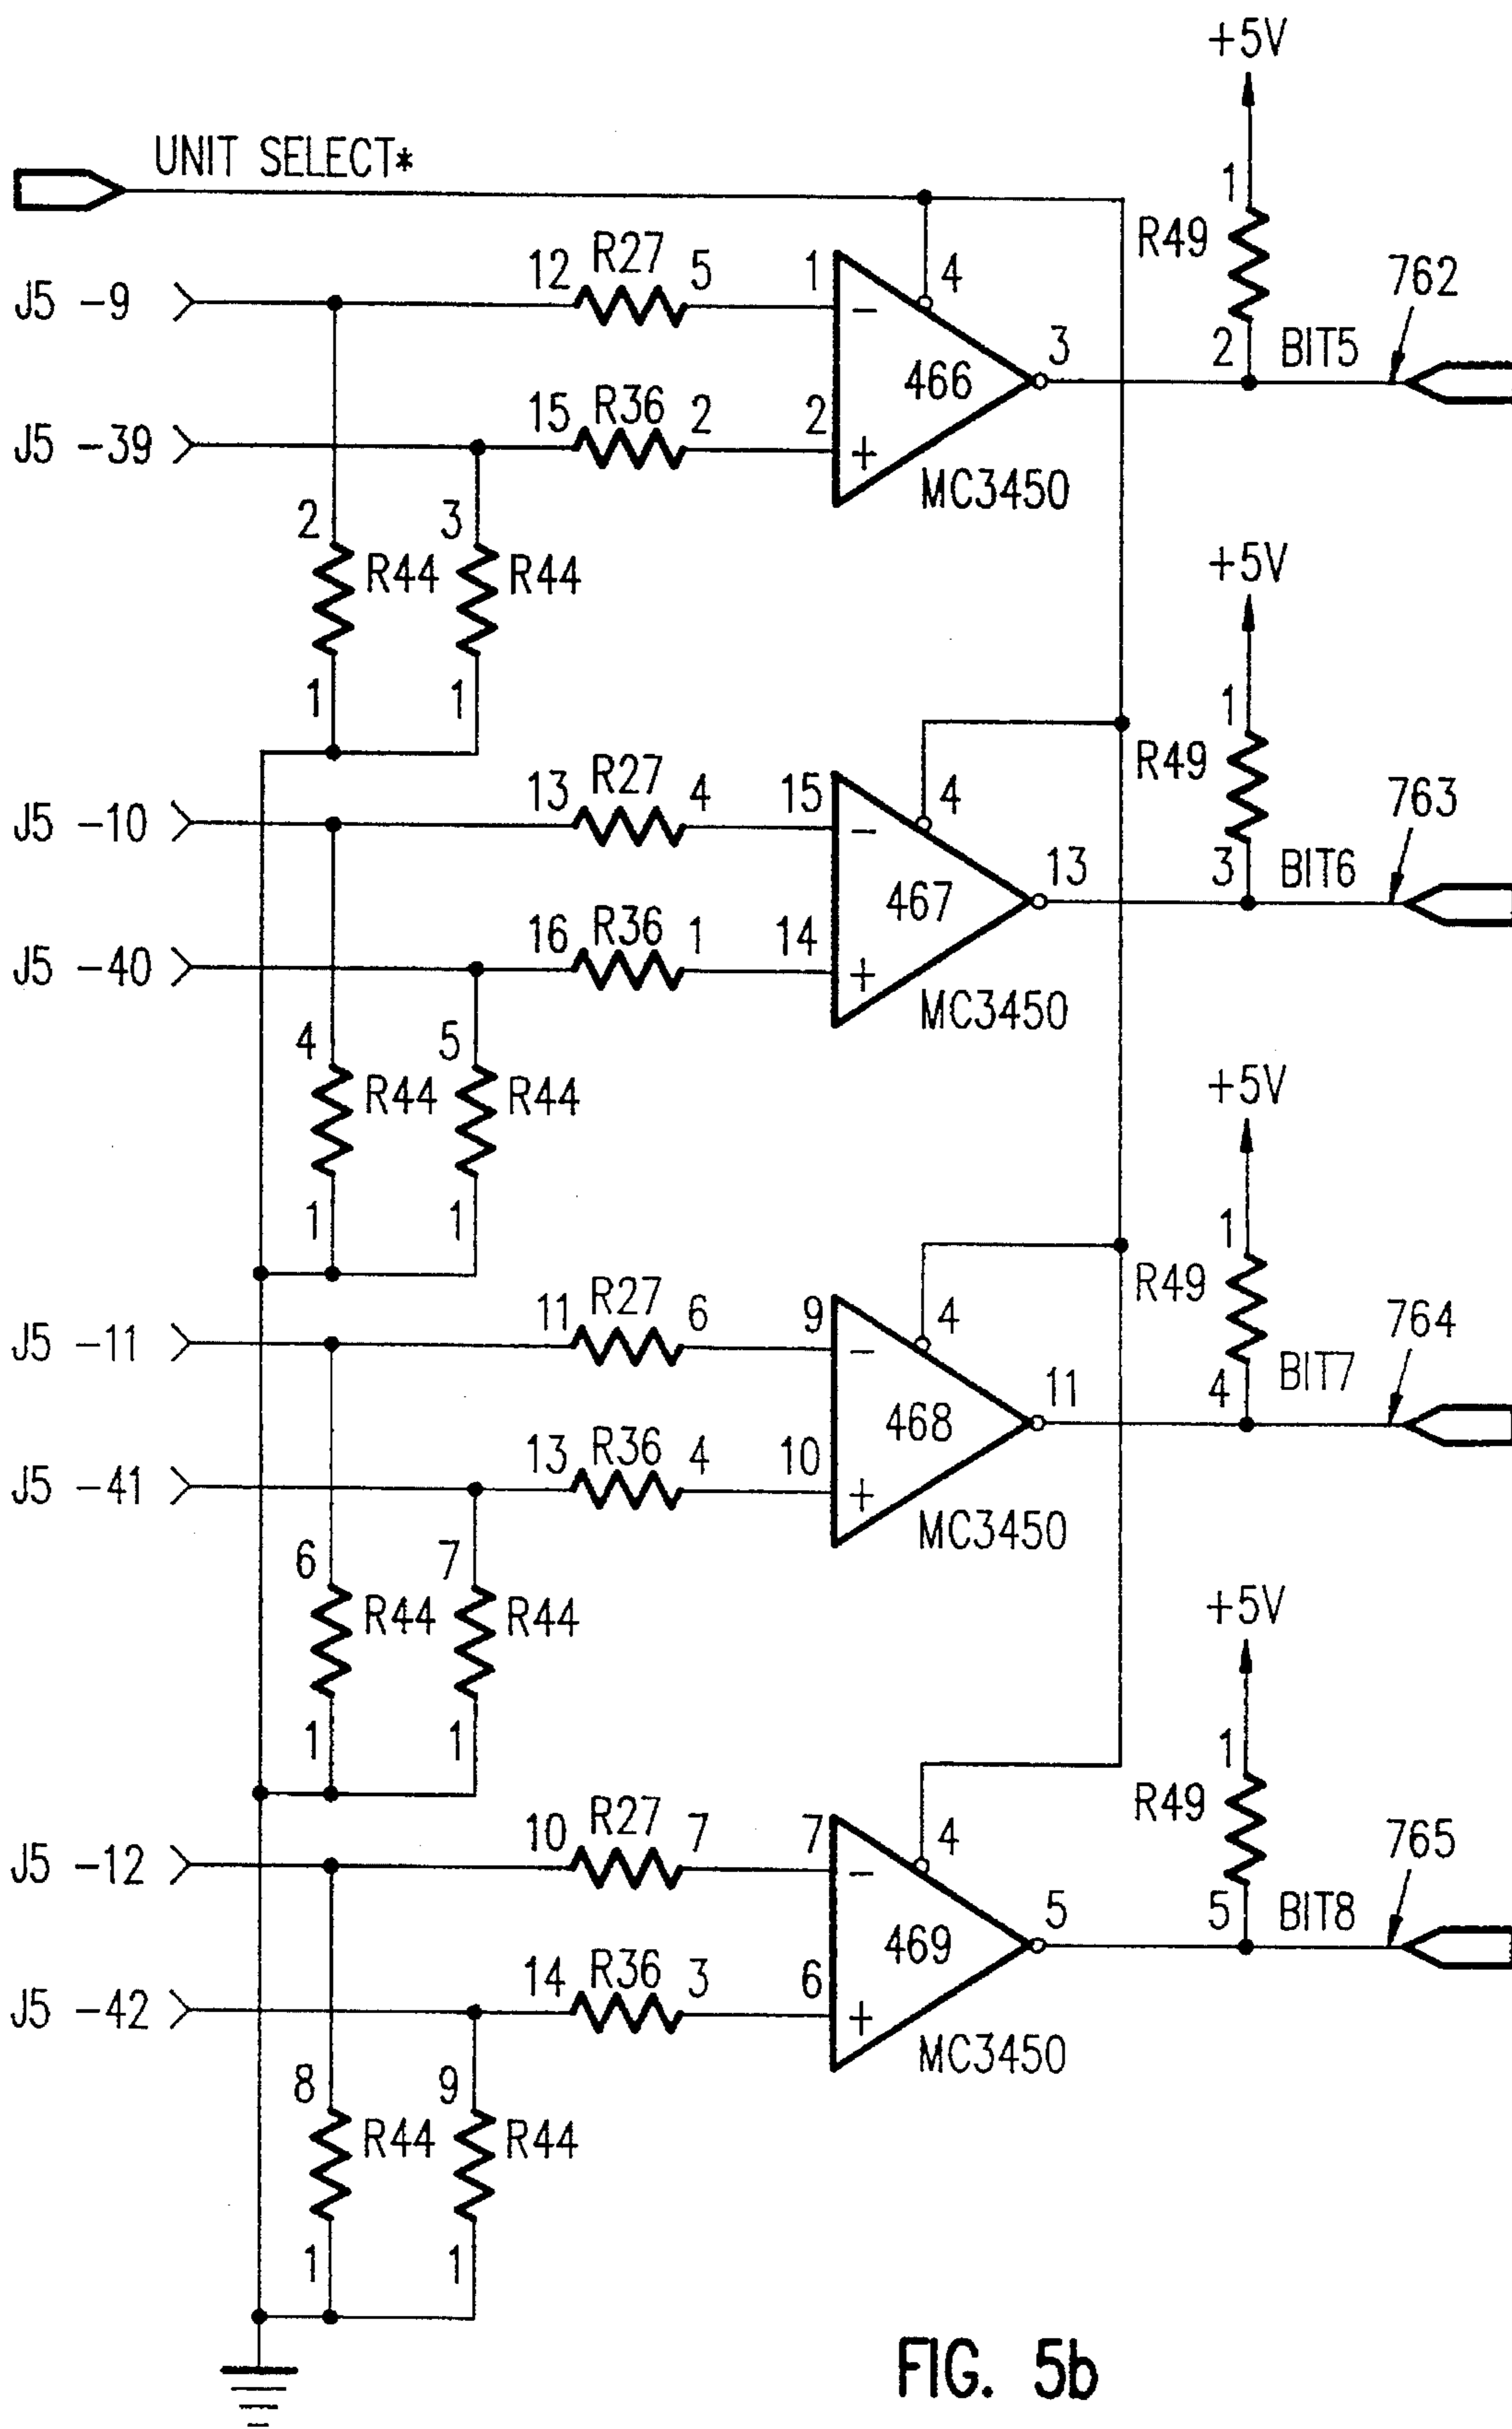 +5V
UNIT SELECT*
1
R49
J5 -9
12 R27 5
1
-
4
762
466
3
2
BIT5
J5 -39
15 R36 2
2
+
MC3450
2
R44
3
R44
1
1
+5V
1
R49
J5 -10
13 R27 4
15
-
4
763
467
13
3
BIT6
J5 -40
16 R36 1
14
+
MC3450
4
R44
5
R44
1
1
+5V
1
R49
J5 -11
11 R27 6
9
-
4
764
468
11
4
BIT7
J5 -41
13 R36 4
10
+
MC3450
6
R44
7
R44
1
1
+5V
1
R49
J5 -12
10 R27 7
7
-
4
765
469
5
5
BIT8
J5 -42
14 R36 3
6
+
MC3450
8
R44
9
R44
1
1
FIG. 5b